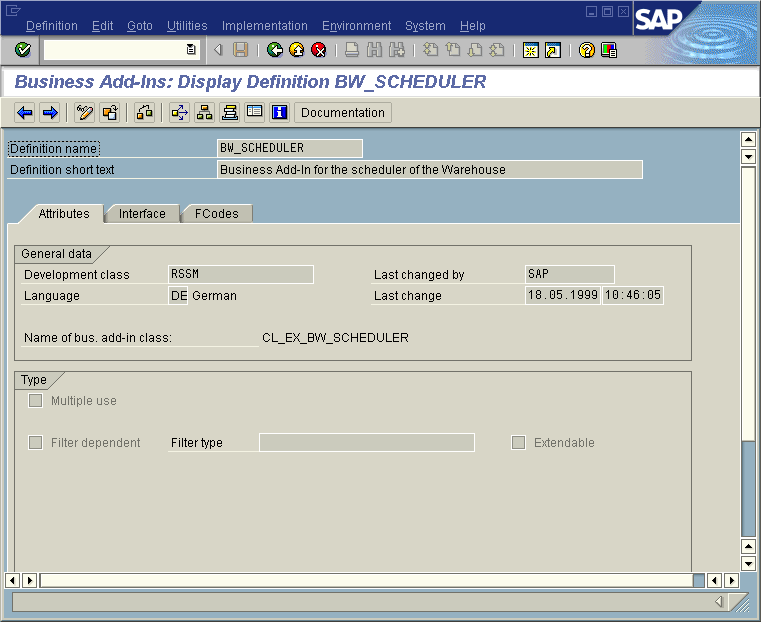 Definition Edit Goto Utilities Implementation Environment System Help
SAP
Business Add-Ins: Display Definition BW_SCHEDULER
Documentation
Definition name BW_SCHEDULER
Definition short text Business Add-In for the scheduler of the Warehouse
Attributes Interface FCodes
General data
Development class RSSM Last changed by SAP
Language DE German Last change 18.05.1999 10:46:05
Name of bus. add-in class: CL_EX_BW_SCHEDULER
Type
Multiple use
Filter dependent Filter type Extendable